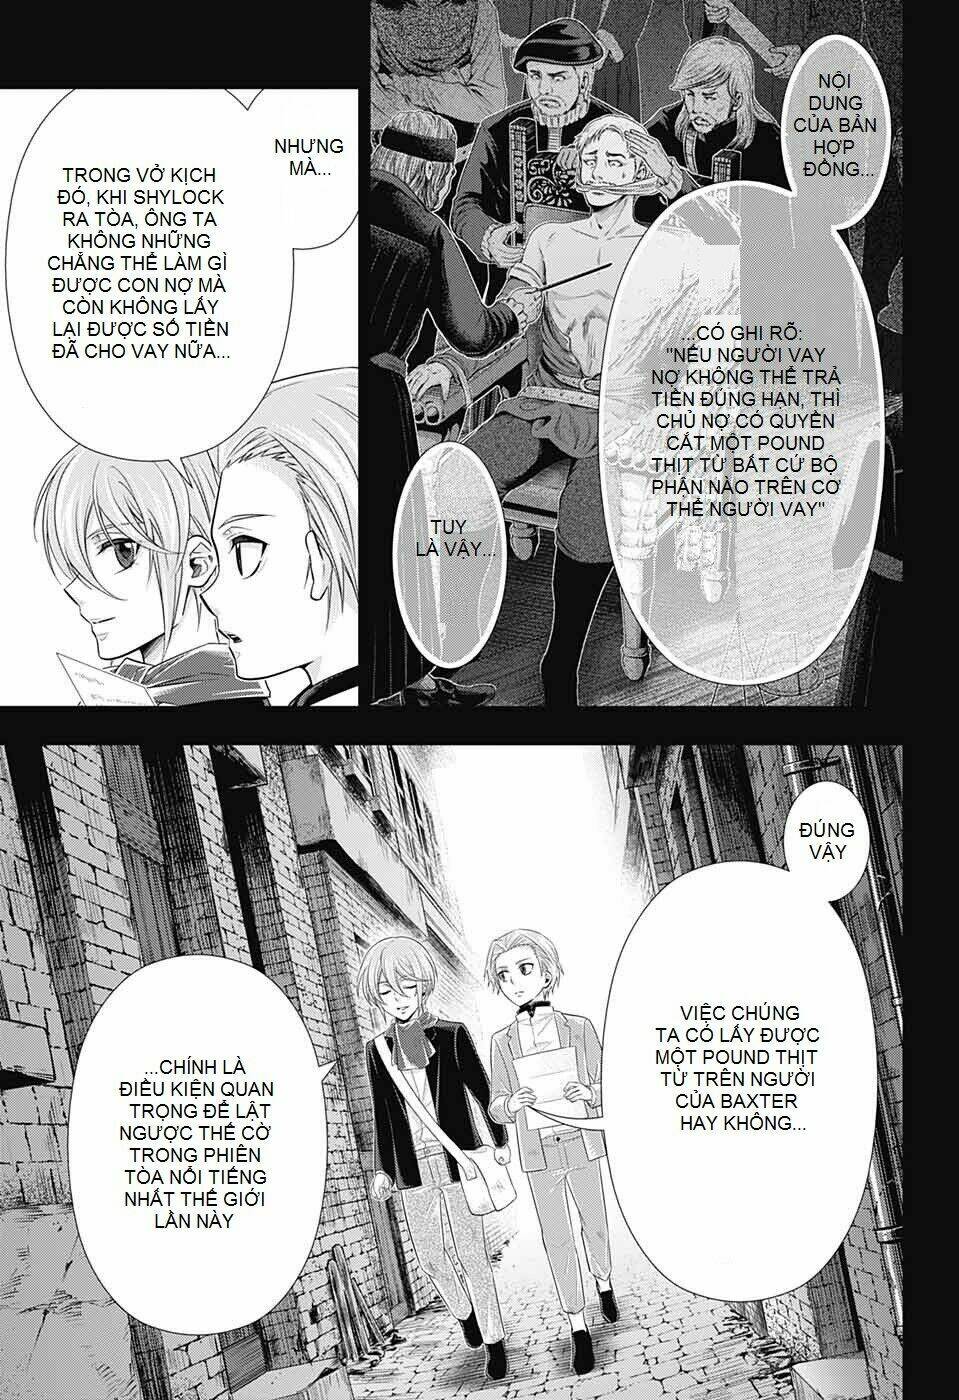 NỘI
DUNG
CỦA BẢN
HỢP
ĐỒNG...
...CÓ GHI RÕ:
"NẾU NGƯỜI VAY
NỢ KHÔNG THỂ TRẢ
TIỀN ĐÚNG HẠN, THÌ
CHỦ NỢ CÓ QUYỀN
CẮT MỘT POUND
THỊT TỪ BẤT CỨ BỘ
PHẬN NÀO TRÊN CƠ
THỂ NGƯỜI VAY"
TUY
LÀ VẬY...
NHƯNG
MÀ...
TRONG VỞ KỊCH
ĐÓ, KHI SHYLOCK
RA TÒA, ÔNG TA
KHÔNG NHỮNG
CHẲNG THỂ LÀM GÌ
ĐƯỢC CON NỢ MÀ
CÒN KHÔNG LẤY
LẠI ĐƯỢC SỐ TIỀN
ĐÃ CHO VAY NỮA...
ĐÚNG
VẬY
VIỆC CHÚNG
TA CÓ LẤY ĐƯỢC
MỘT POUND THỊT
TỪ TRÊN NGƯỜI
CỦA BAXTER
HAY KHÔNG...
...CHÍNH LÀ
ĐIỀU KIỆN QUAN
TRỌNG ĐỂ LẬT
NGƯỢC THẾ CỜ
TRONG PHIÊN
TÒA NỔI TIẾNG
NHẤT THẾ GIỚI
LẦN NÀY